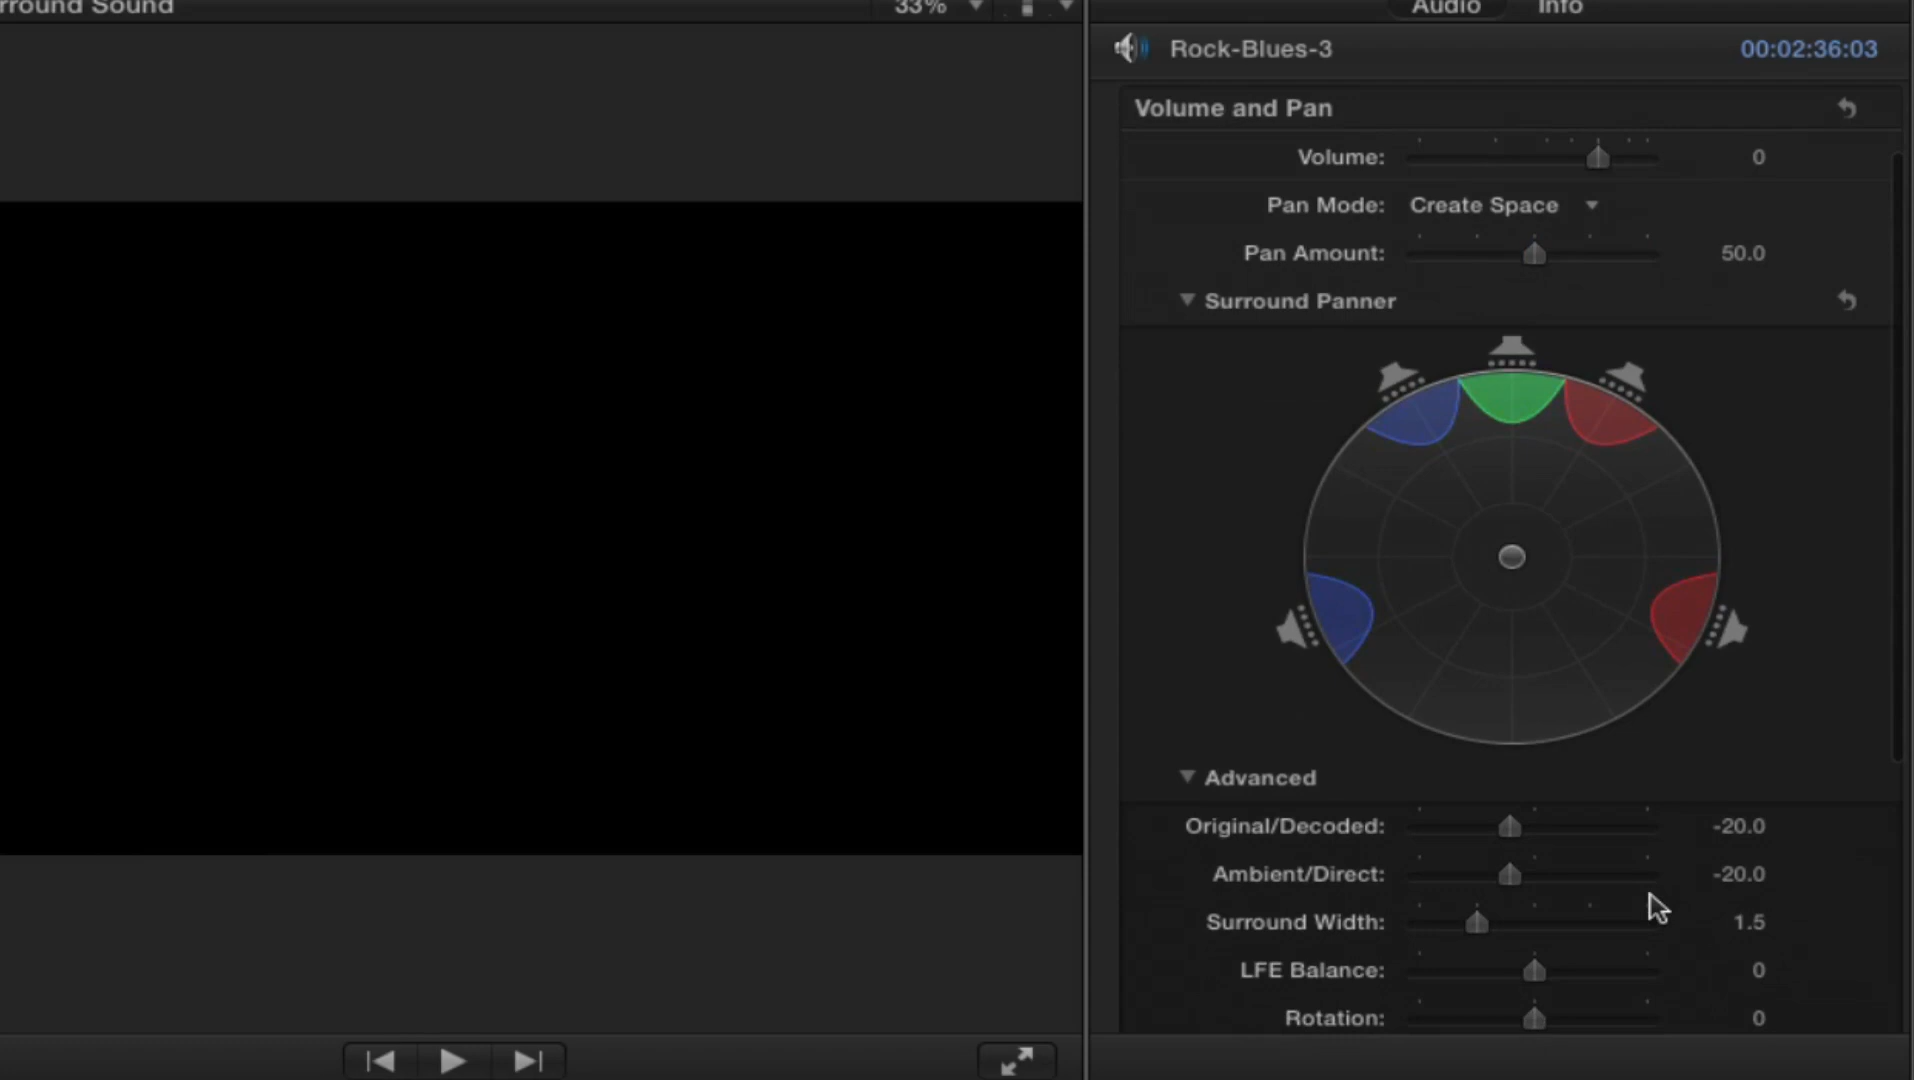 rround Sound
33%
Audio Info
Rock-Blues-3 00:02:36:03
Volume and Pan
Volume: 0
Pan Mode: Create Space
Pan Amount: 50.0
Surround Panner
Advanced
Original/Decoded: -20.0
Ambient/Direct: -20.0
Surround Width: 1.5
LFE Balance: 0
Rotation: 0